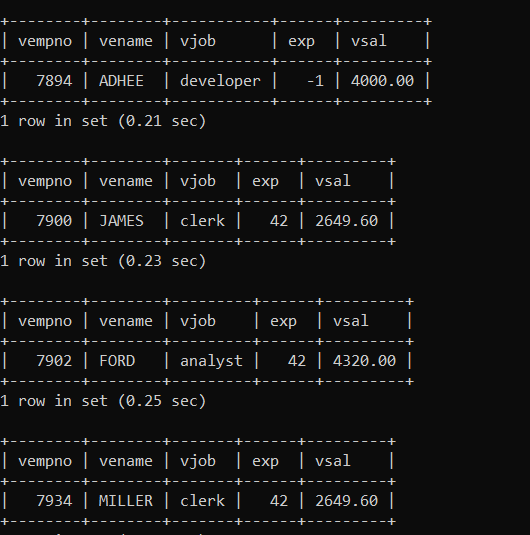 +--------+--------+-----------+------+---------+
| vempno | vename | vjob      | exp  | vsal    |
+--------+--------+-----------+------+---------+
|   7894 | ADHEE  | developer |   -1 | 4000.00 |
+--------+--------+-----------+------+---------+
1 row in set (0.21 sec)

+--------+--------+-------+------+---------+
| vempno | vename | vjob  | exp  | vsal    |
+--------+--------+-------+------+---------+
|   7900 | JAMES  | clerk |   42 | 2649.60 |
+--------+--------+-------+------+---------+
1 row in set (0.23 sec)

+--------+--------+---------+------+---------+
| vempno | vename | vjob    | exp  | vsal    |
+--------+--------+---------+------+---------+
|   7902 | FORD   | analyst |   42 | 4320.00 |
+--------+--------+---------+------+---------+
1 row in set (0.25 sec)

+--------+--------+-------+------+---------+
| vempno | vename | vjob  | exp  | vsal    |
+--------+--------+-------+------+---------+
|   7934 | MILLER | clerk |   42 | 2649.60 |
+--------+--------+-------+------+---------+